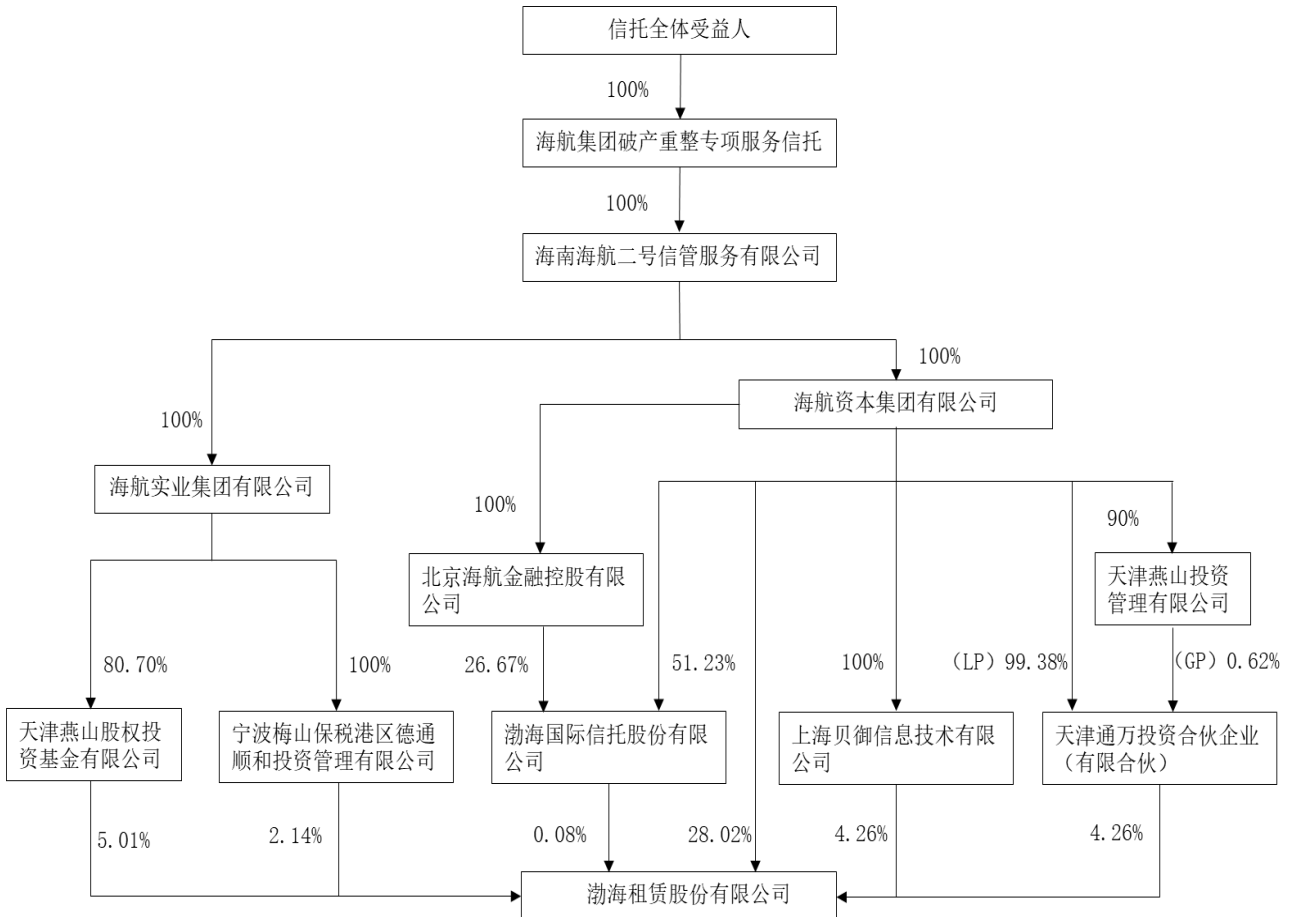 信托全体受益人
100%
海航集团破产重整专项服务信托
100%
海南海航二号信管服务有限公司
100%
海航资本集团有限公司
100%
海航实业集团有限公司
100%
90%
北京海航金融控股有限
公司
天津燕山投资
管理有限公司
80.70%
100%
26.67%
51.23%
100%
(LP) 99.38%
(GP) 0.62%
天津燕山股权投
资基金有限公司
宁波梅山保税港区德通
顺和投资管理有限公司
渤海国际信托股份有限
公司
上海贝御信息技术有限
公司
天津通万投资合伙企业
(有限合伙)
5.01%
2.14%
0.08%
28.02%
4.26%
4.26%
渤海租赁股份有限公司